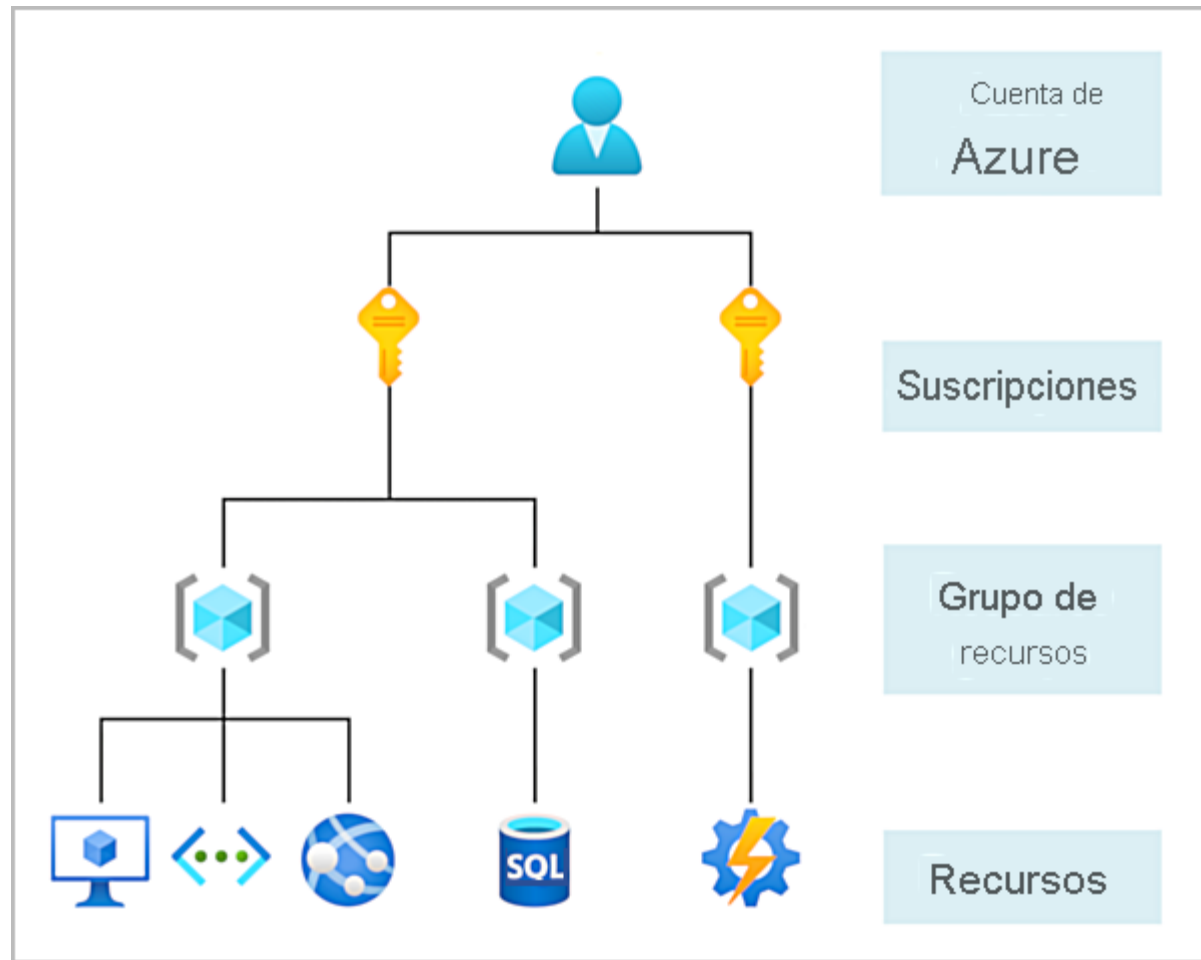 Cuenta de
Azure
Suscripciones
Grupo de
recursos
SQL
Recursos